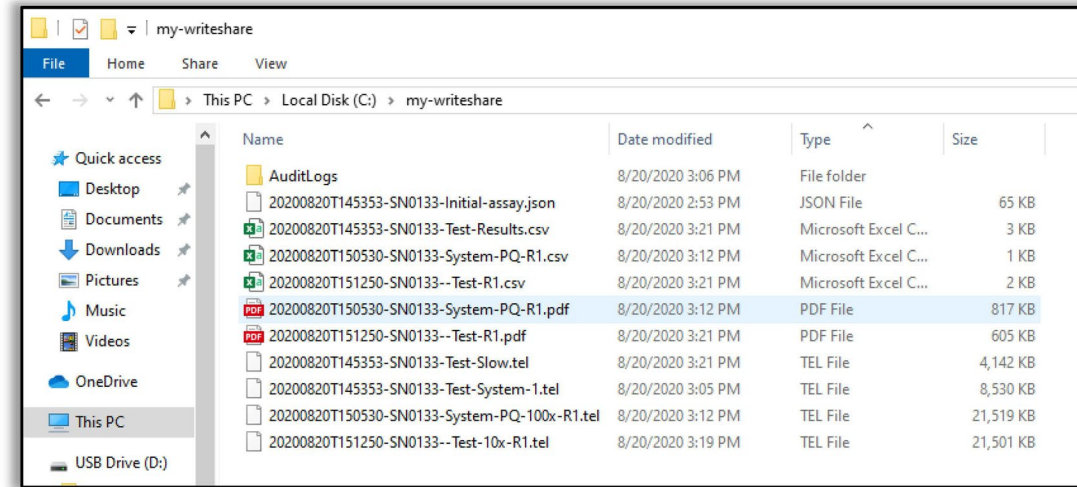 my-writeshare
File Home Share View
This PC > Local Disk (C:) > my-writeshare
Name Date modified Type Size
Quick access
Desktop
Documents
Downloads
Pictures
Music
Videos
OneDrive
This PC
USB Drive (D:)
AuditLogs 8/20/2020 3:06 PM File folder
20200820T145353-SN0133-Initial-assay.json 8/20/2020 2:53 PM JSON File 65 KB
20200820T145353-SN0133-Test-Results.csv 8/20/2020 3:21 PM Microsoft Excel C... 3 KB
20200820T150530-SN0133-System-PQ-R1.csv 8/20/2020 3:12 PM Microsoft Excel C... 1 KB
20200820T151250-SN0133--Test-R1.csv 8/20/2020 3:21 PM Microsoft Excel C... 2 KB
PDF 20200820T150530-SN0133-System-PQ-R1.pdf 8/20/2020 3:12 PM PDF File 817 KB
PDF 20200820T151250-SN0133--Test-R1.pdf 8/20/2020 3:21 PM PDF File 605 KB
20200820T145353-SN0133-Test-Slow.tel 8/20/2020 3:21 PM TEL File 4,142 KB
20200820T145353-SN0133-Test-System-1.tel 8/20/2020 3:05 PM TEL File 8,530 KB
20200820T150530-SN0133-System-PQ-100x-R1.tel 8/20/2020 3:12 PM TEL File 21,519 KB
20200820T151250-SN0133--Test-10x-R1.tel 8/20/2020 3:19 PM TEL File 21,501 KB